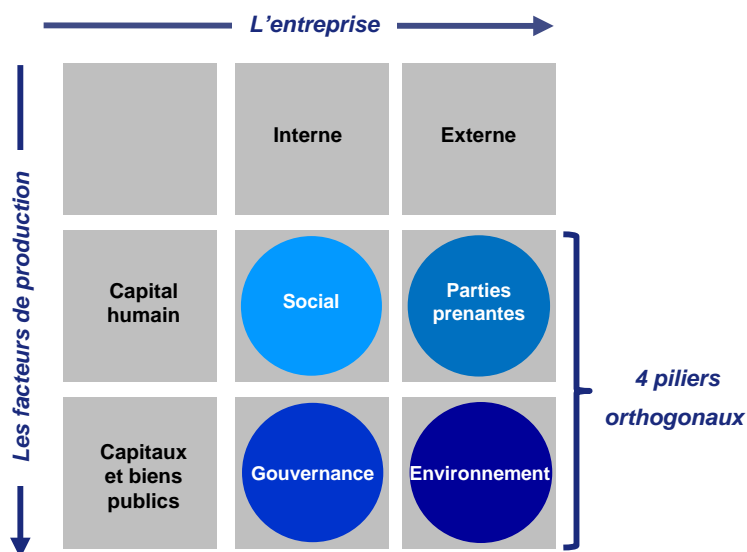 L'entreprise
Les facteurs de production
Interne
Externe
Capital
humain
Social
Parties
prenantes
4 piliers
orthogonaux
Capitaux
et biens
publics
Gouvernance
Environnement